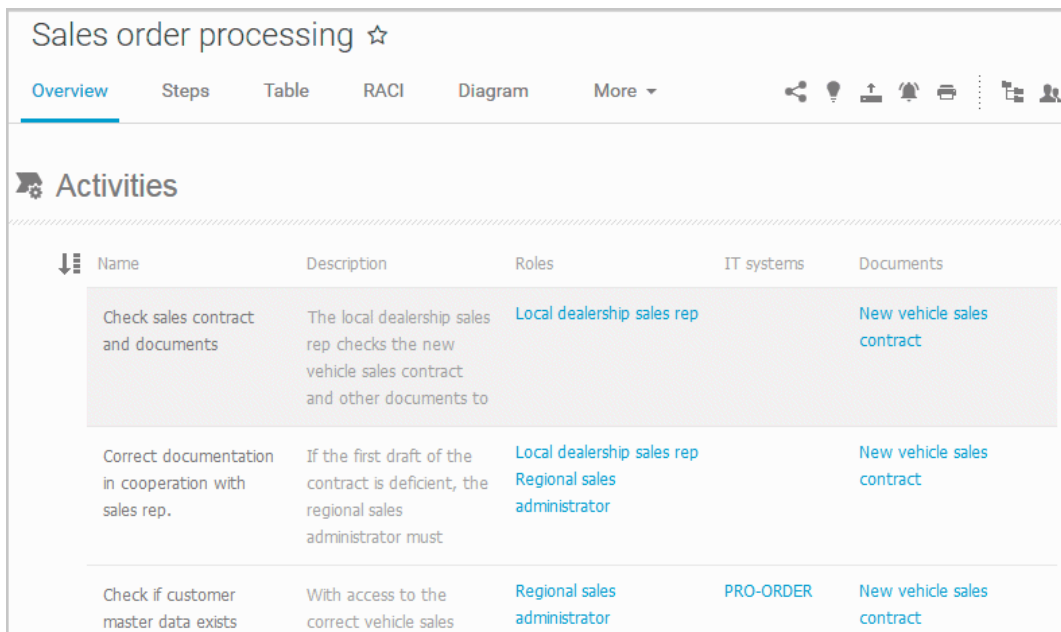 Sales order processing
Overview Steps Table RACI Diagram More
Activities
Name Description Roles IT systems Documents
Check sales contract
and documents
The local dealership sales
rep checks the new
vehicle sales contract
and other documents to
Local dealership sales rep
New vehicle sales
contract
Correct documentation
in cooperation with
sales rep.
If the first draft of the
contract is deficient, the
regional sales
administrator must
Local dealership sales rep
Regional sales
administrator
New vehicle sales
contract
Check if customer
master data exists
With access to the
correct vehicle sales
Regional sales
administrator
PRO-ORDER
New vehicle sales
contract